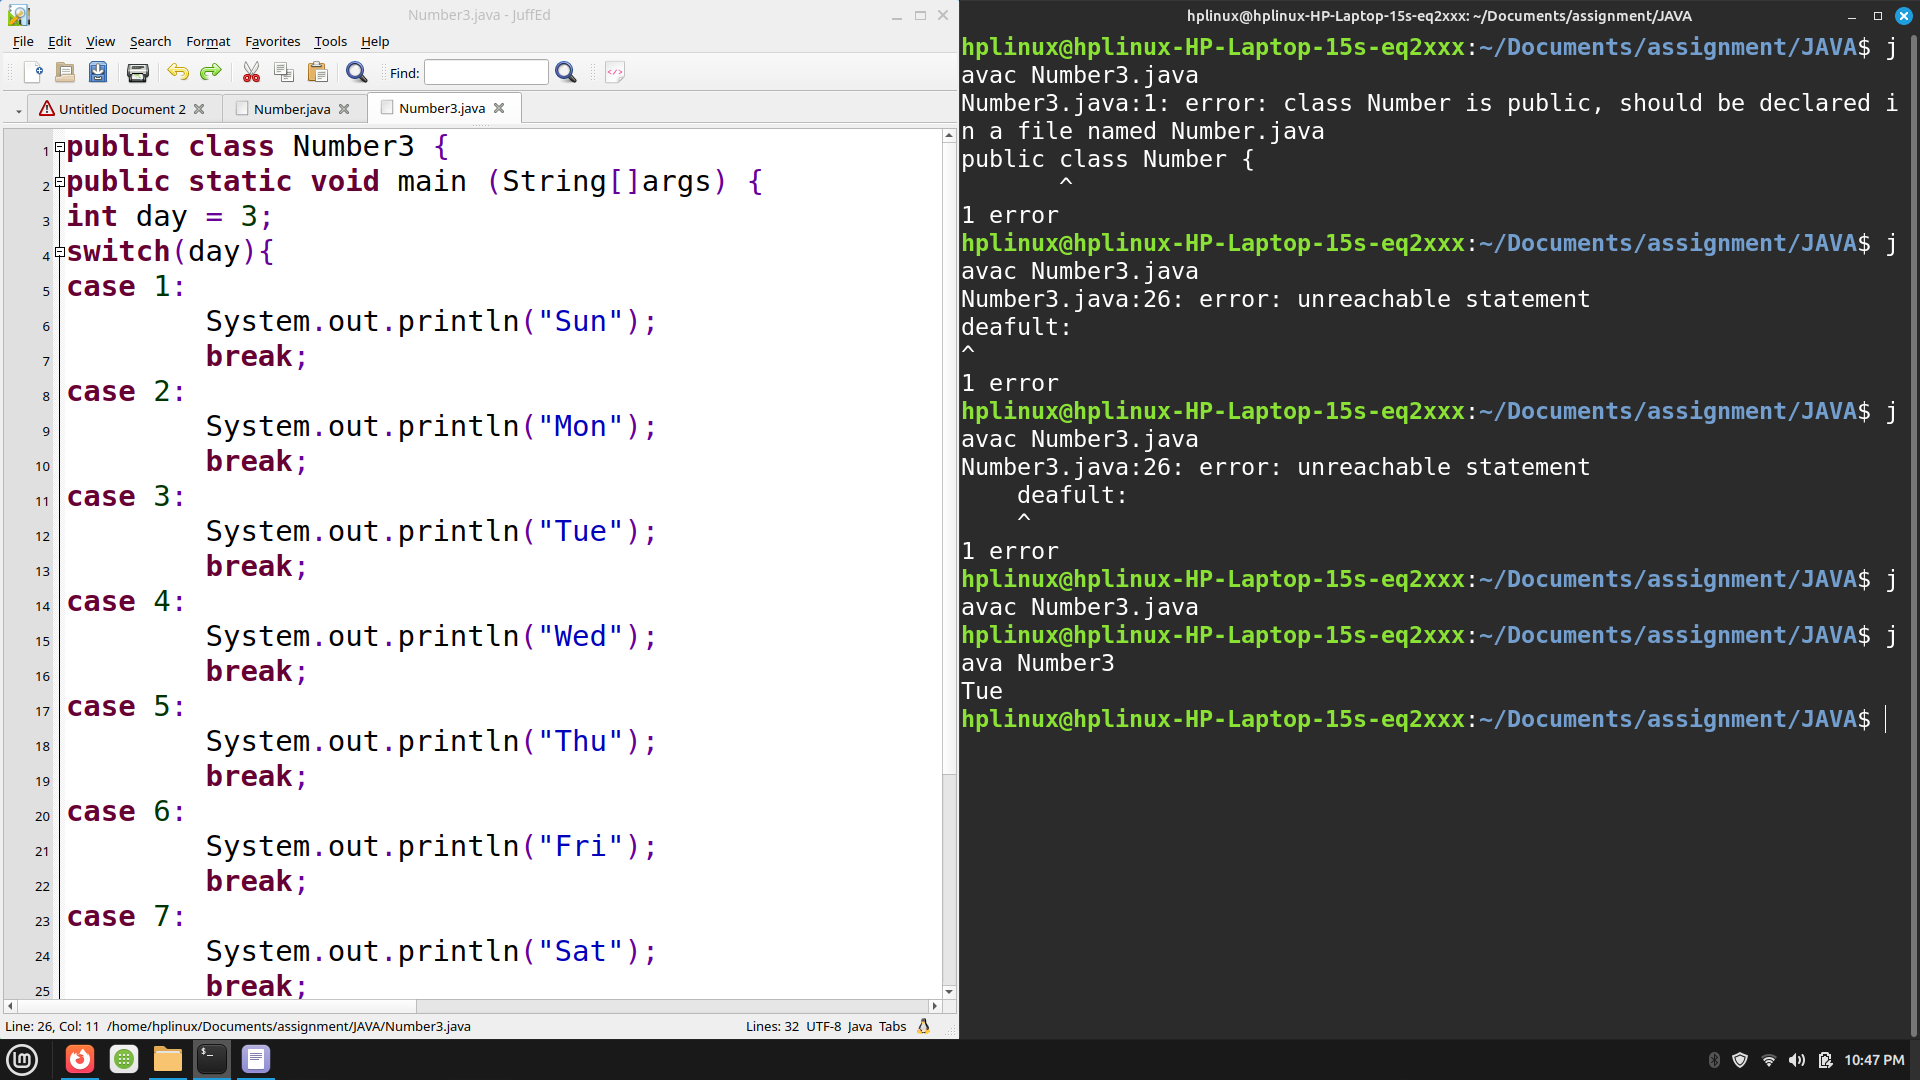 Number3.java - JuffEd
File Edit View Search Format Favorites Tools Help
Find:
Untitled Document 2
Number.java
Number3.java
1 public class Number3 {
2 public static void main (String[]args) {
3 int day = 3;
4 switch(day){
5 case 1:
6 System.out.println("Sun");
7 break;
8 case 2:
9 System.out.println("Mon");
10 break;
11 case 3:
12 System.out.println("Tue");
13 break;
14 case 4:
15 System.out.println("Wed");
16 break;
17 case 5:
18 System.out.println("Thu");
19 break;
20 case 6:
21 System.out.println("Fri");
22 break;
23 case 7:
24 System.out.println("Sat");
25 break;
Line: 26, Col: 11 /home/hplinux/Documents/assignment/JAVA/Number3.java
Lines: 32 UTF-8 Java Tabs
hplinux@hplinux-HP-Laptop-15s-eq2xxx: ~/Documents/assignment/JAVA
hplinux@hplinux-HP-Laptop-15s-eq2xxx:~/Documents/assignment/JAVA$ j
avac Number3.java
Number3.java:1: error: class Number is public, should be declared i
n a file named Number.java
public class Number {
^
1 error
hplinux@hplinux-HP-Laptop-15s-eq2xxx:~/Documents/assignment/JAVA$ j
avac Number3.java
Number3.java:26: error: unreachable statement
deafult:
^
1 error
hplinux@hplinux-HP-Laptop-15s-eq2xxx:~/Documents/assignment/JAVA$ j
avac Number3.java
Number3.java:26: error: unreachable statement
deafult:
^
1 error
hplinux@hplinux-HP-Laptop-15s-eq2xxx:~/Documents/assignment/JAVA$ j
avac Number3.java
hplinux@hplinux-HP-Laptop-15s-eq2xxx:~/Documents/assignment/JAVA$ j
ava Number3
Tue
hplinux@hplinux-HP-Laptop-15s-eq2xxx:~/Documents/assignment/JAVA$
10:47 PM